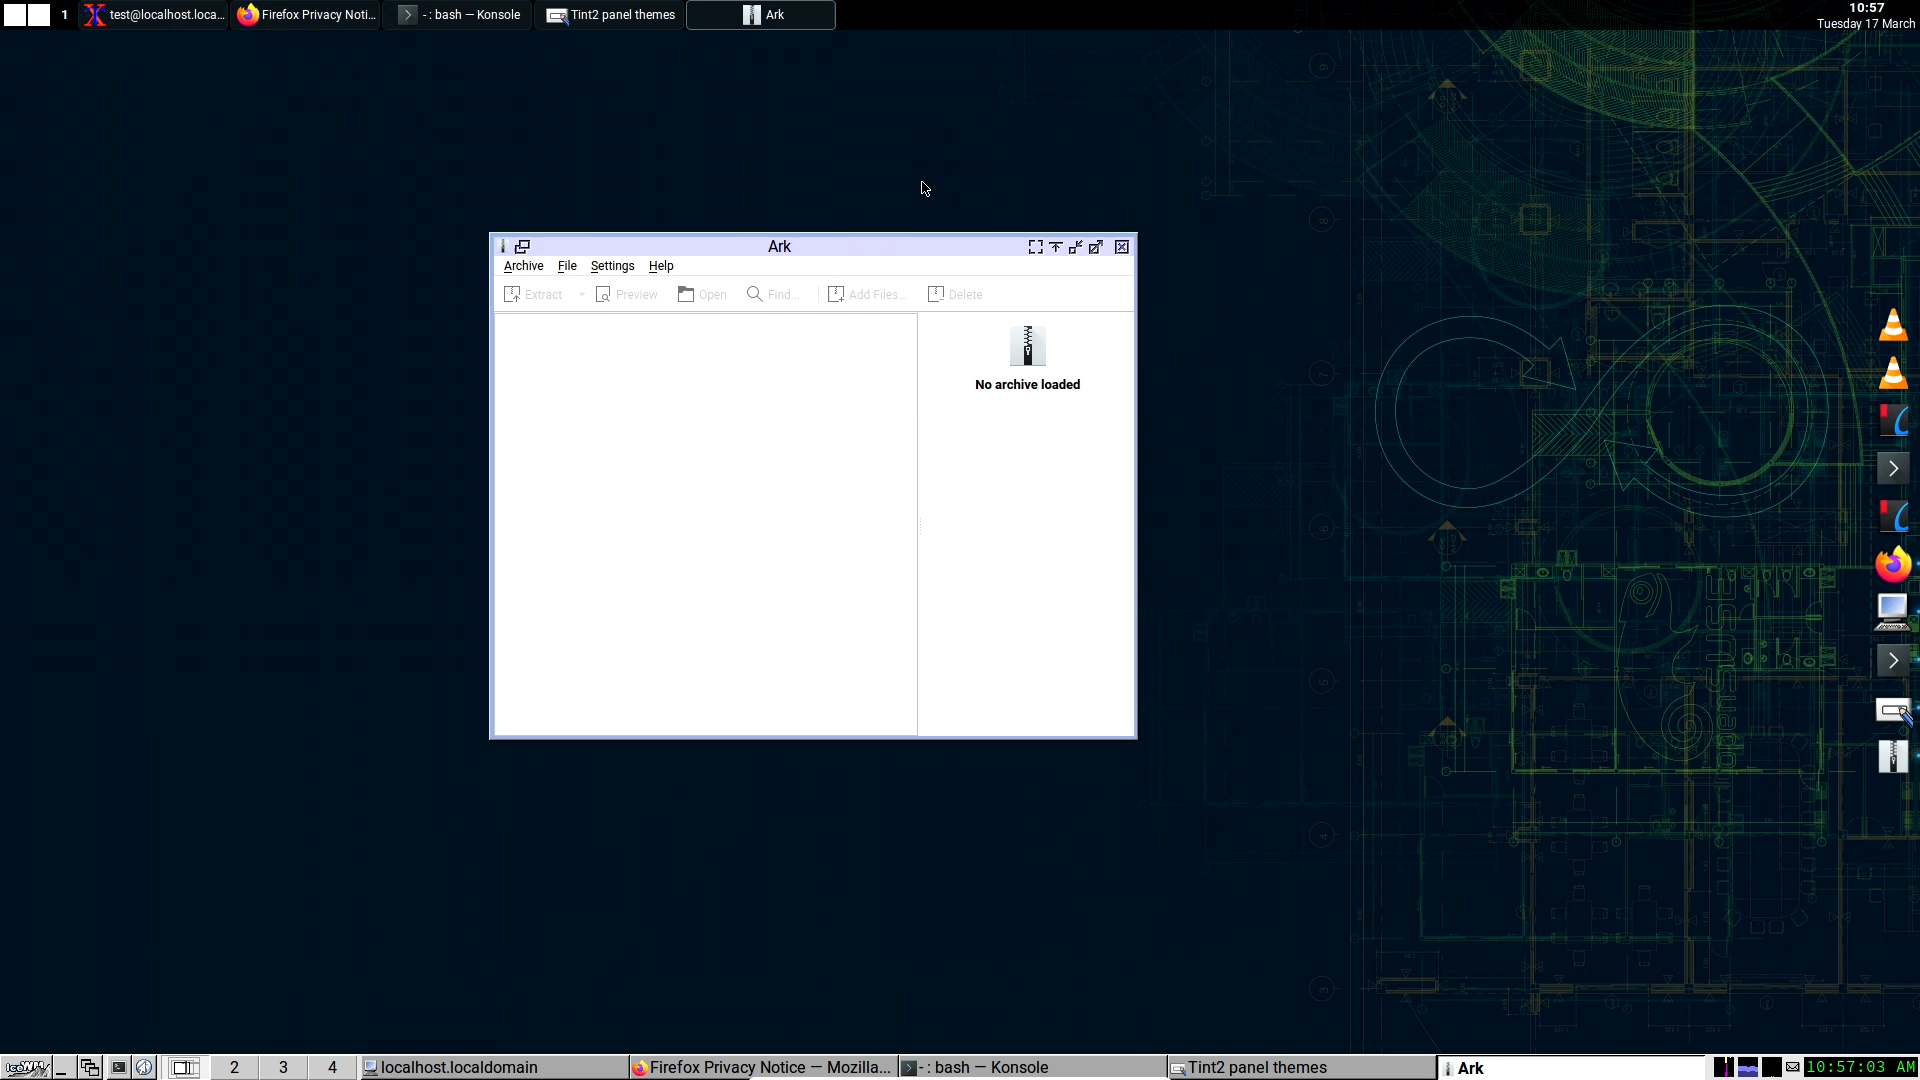 1
test@localhost.loca...
Firefox Privacy Noti...
- : bash — Konsole
Tint2 panel themes
Ark
10:57
Tuesday 17 March
Ark
Archive File Settings Help
Extract Preview Open Find... Add Files... Delete
No archive loaded
openSUSE
IceWM
2
3
4
localhost.localdomain
Firefox Privacy Notice — Mozilla...
- : bash — Konsole
Tint2 panel themes
Ark
10:57:03 AM